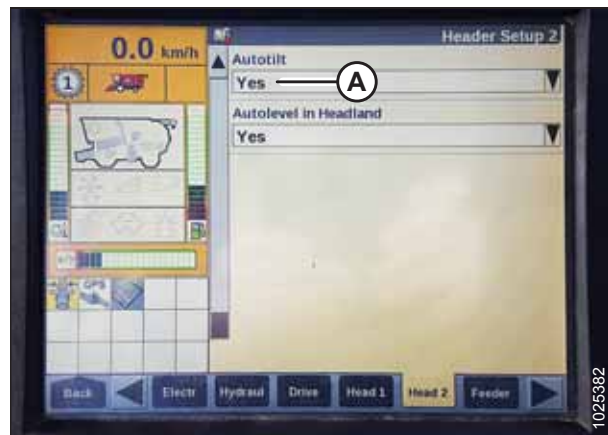 Header Setup 2
0.0 km/h
1
Autotilt
Yes
A
Autolevel in Headland
Yes
Back
Electr
Hydraul
Drive
Head 1
Head 2
Feeder
1025382